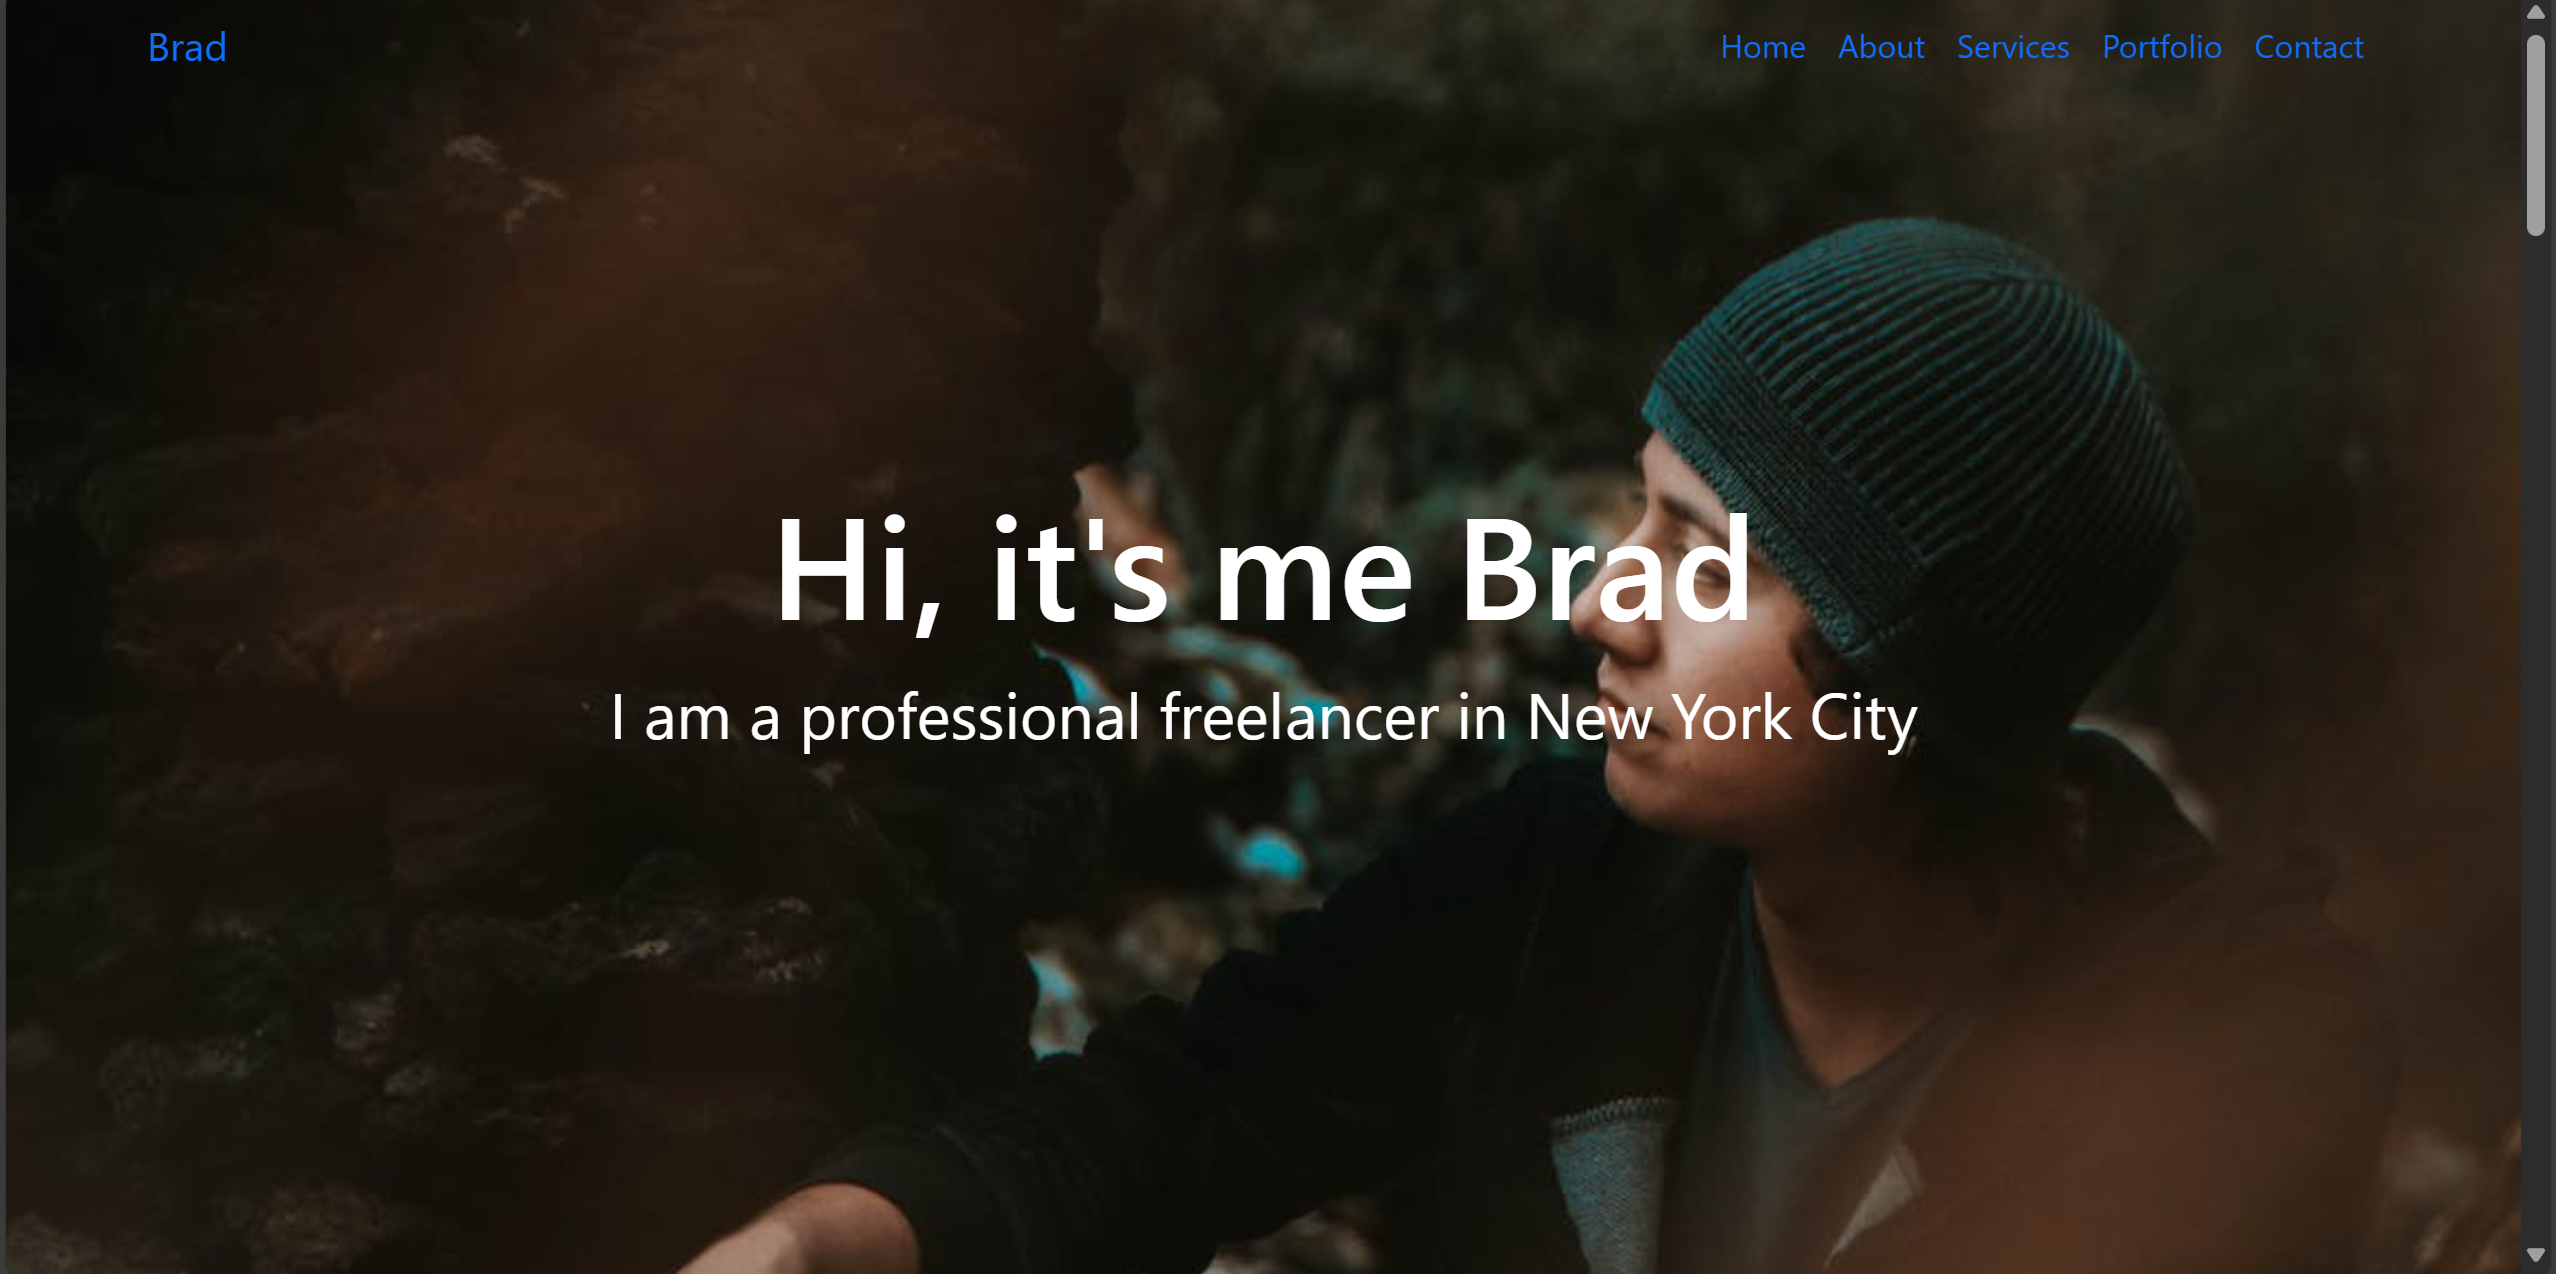 Brad
Home About Services Portfolio Contact
Hi, it's me Brad
I am a professional freelancer in New York City